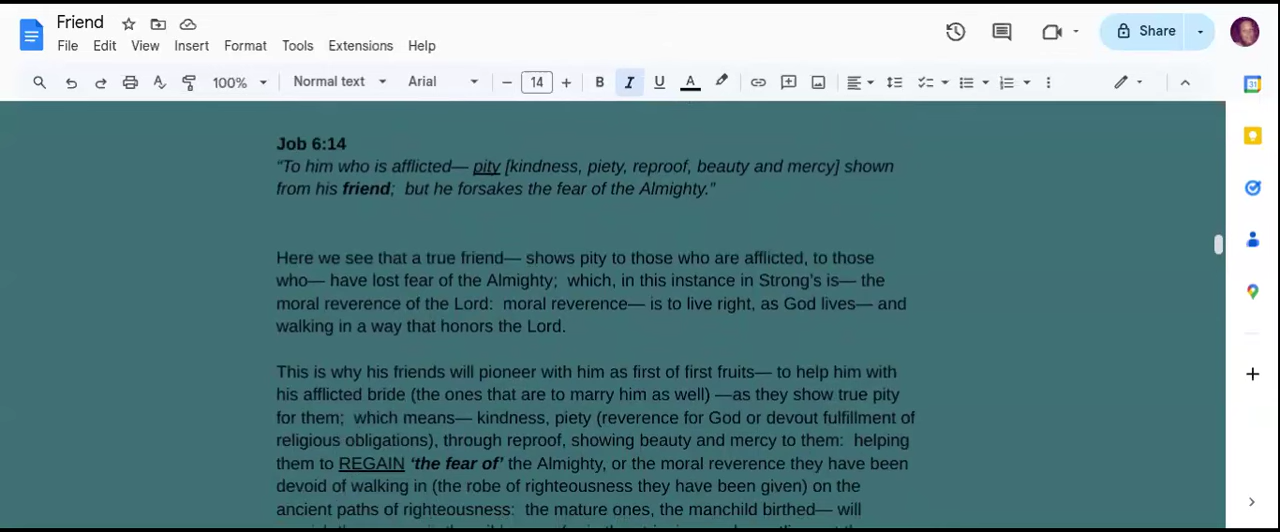 Friend
File Edit View Insert Format Tools Extensions Help
Share
100% Normal text Arial 14 B I U A
31
Job 6:14
"To him who is afflicted— pity [kindness, piety, reproof, beauty and mercy] shown
from his friend;  but he forsakes the fear of the Almighty."
Here we see that a true friend— shows pity to those who are afflicted, to those
who— have lost fear of the Almighty;  which, in this instance in Strong's is— the
moral reverence of the Lord:  moral reverence— is to live right, as God lives— and
walking in a way that honors the Lord.
This is why his friends will pioneer with him as first of first fruits— to help him with
his afflicted bride (the ones that are to marry him as well) —as they show true pity
for them;  which means— kindness, piety (reverence for God or devout fulfillment of
religious obligations), through reproof, showing beauty and mercy to them:  helping
them to REGAIN 'the fear of' the Almighty, or the moral reverence they have been
devoid of walking in (the robe of righteousness they have been given) on the
ancient paths of righteousness:  the mature ones, the manchild birthed— will